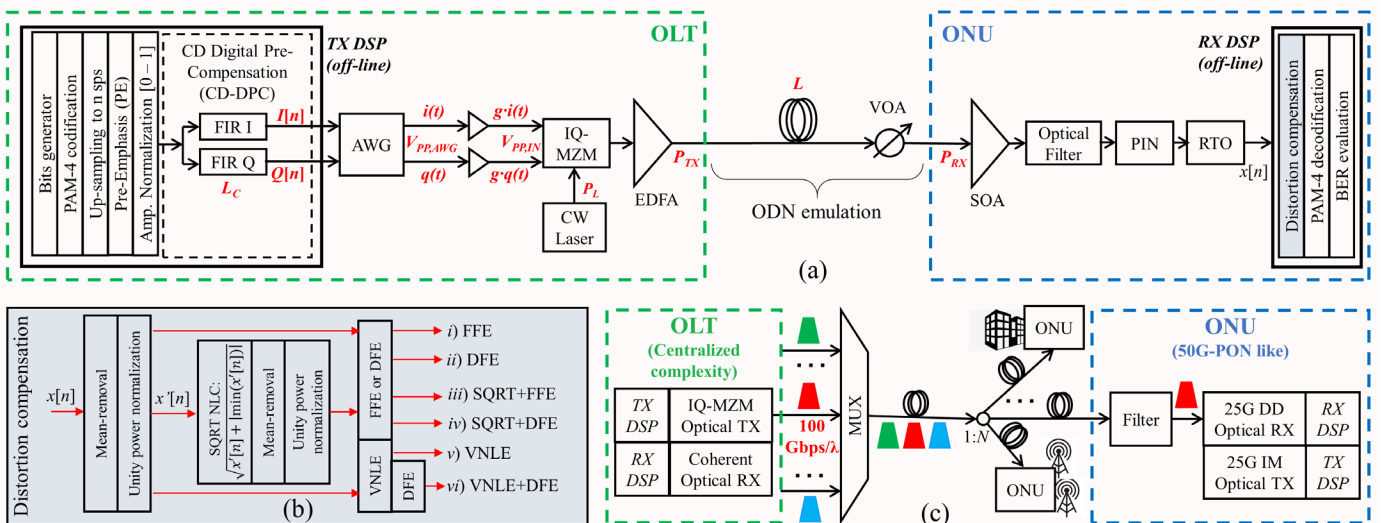 OLT
ONU
TX DSP
(off-line)
RX DSP
(off-line)
Bits generator
PAM-4 codification
Up-sampling to n sps
Pre-Emphasis (PE)
Amp. Normalization [0 – 1]
CD Digital Pre-
Compensation
(CD-DPC)
FIR I
FIR Q
L_C
I[n]
Q[n]
AWG
i(t)
V_PP,AWG
q(t)
g·i(t)
V_PP,IN
g·q(t)
IQ-
MZM
P_L
CW
Laser
EDFA
P_TX
L
VOA
ODN emulation
P_RX
SOA
Optical
Filter
PIN
RTO
x[n]
Distortion compensation
PAM-4 decodification
BER evaluation
(a)
Distortion compensation
x[n]
Mean-removal
Unity power normalization
x'[n]
SQRT NLC:
√x'[n] + |min(x'[n])|
Mean-removal
Unity power
normalization
FFE or DFE
VNLE
DFE
i) FFE
ii) DFE
iii) SQRT+FFE
iv) SQRT+DFE
v) VNLE
vi) VNLE+DFE
(b)
OLT
(Centralized
complexity)
TX
DSP
IQ-MZM
Optical TX
RX
DSP
Coherent
Optical RX
...
100
Gbps/λ
...
MUX
1:N
...
ONU
ONU
(c)
ONU
(50G-PON like)
Filter
25G DD
Optical RX
RX
DSP
25G IM
Optical TX
TX
DSP